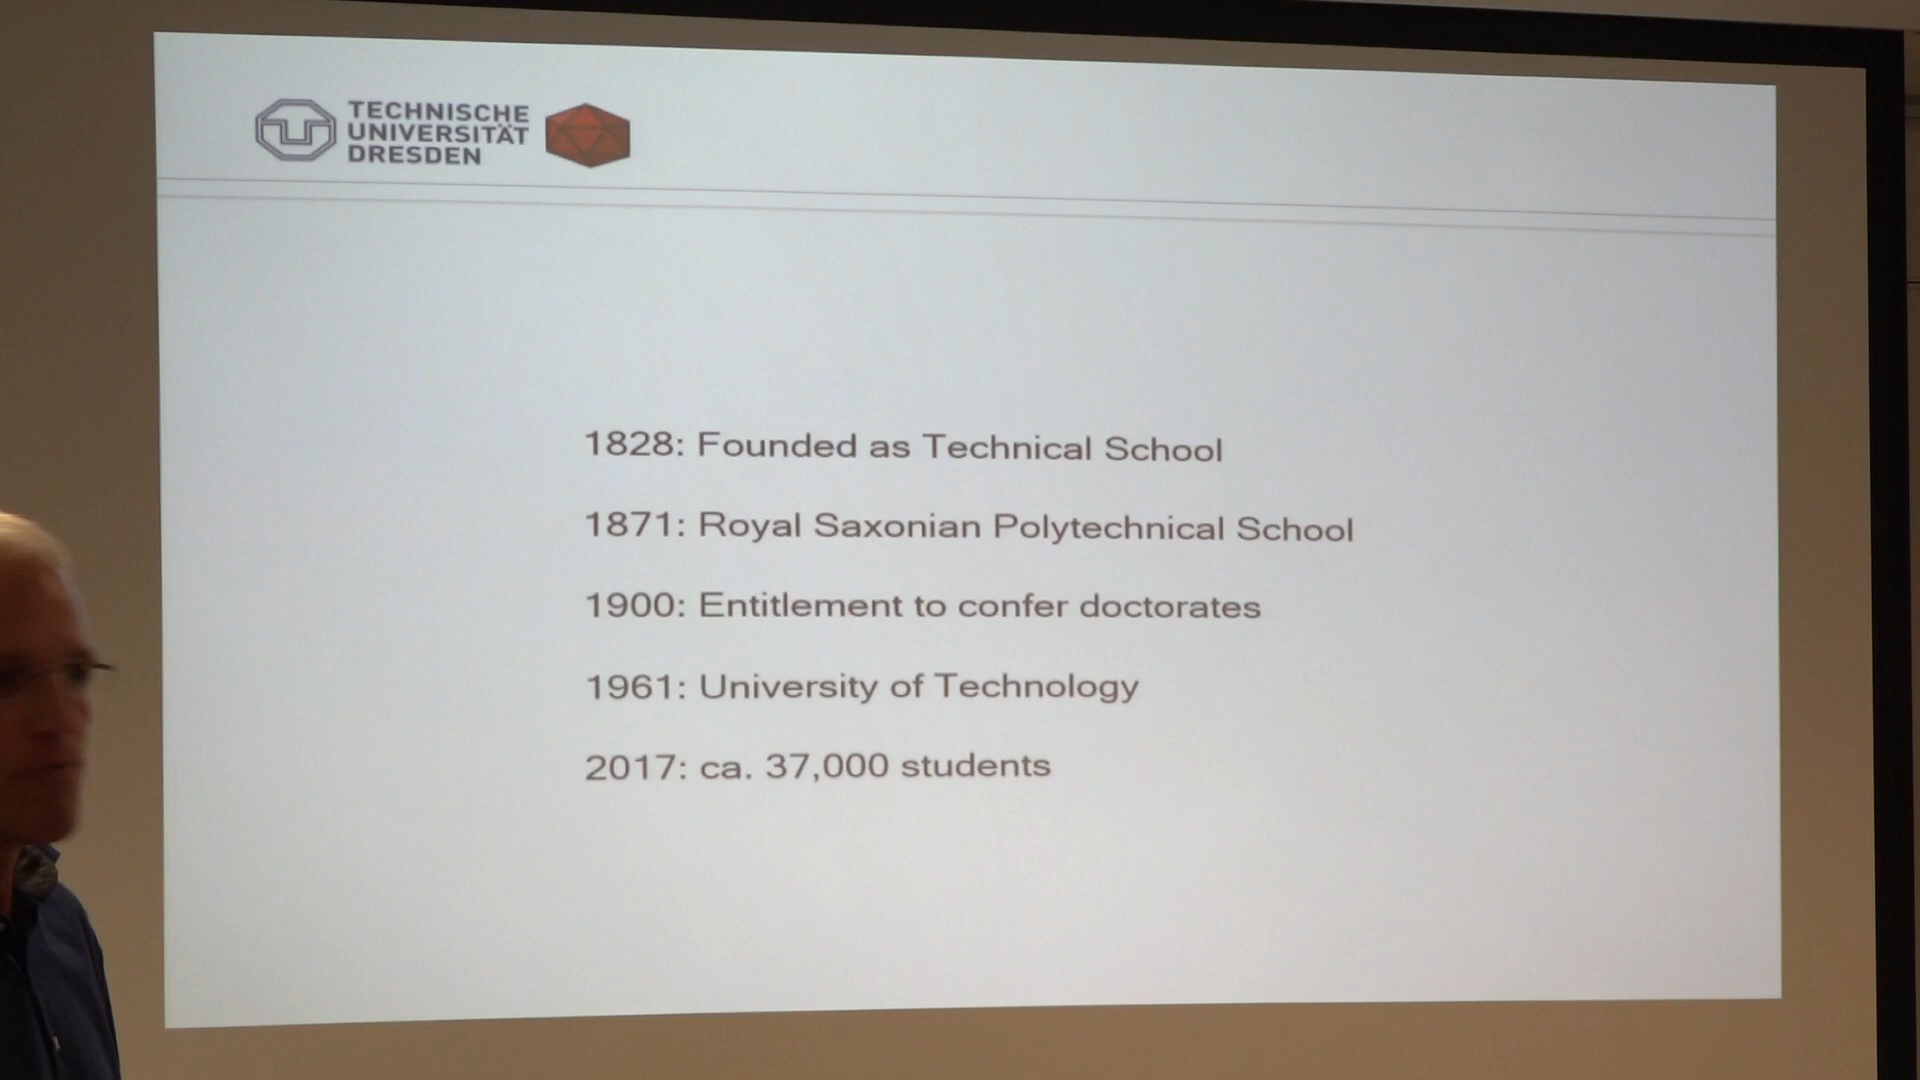 TECHNISCHE
UNIVERSITÄT
DRESDEN
1828: Founded as Technical School
1871: Royal Saxonian Polytechnical School
1900: Entitlement to confer doctorates
1961: University of Technology
2017: ca. 37,000 students